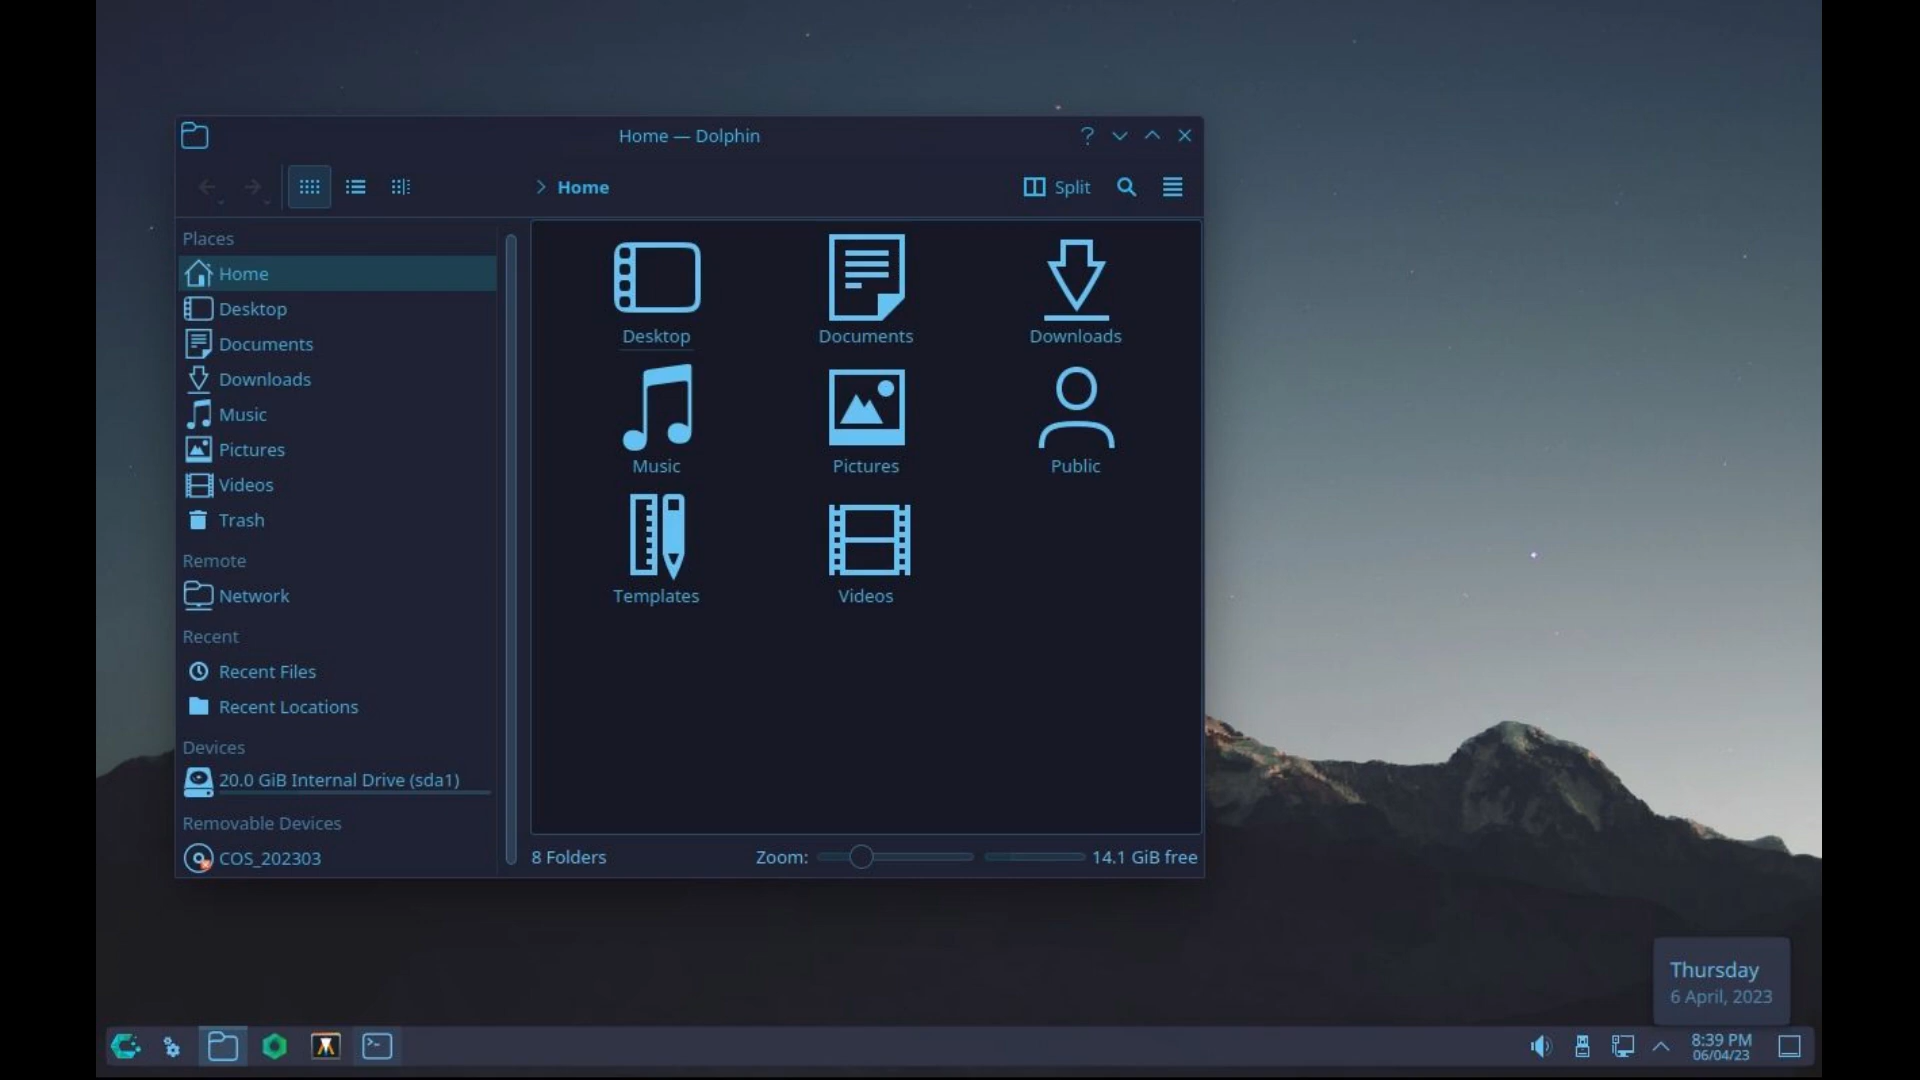 Home — Dolphin
Home
Split
Places
Home
Desktop
Documents
Downloads
Music
Pictures
Videos
Trash
Remote
Network
Recent
Recent Files
Recent Locations
Devices
20.0 GiB Internal Drive (sda1)
Removable Devices
COS_202303
Desktop
Documents
Downloads
Music
Pictures
Public
Templates
Videos
8 Folders
Zoom:
14.1 GiB free
Thursday
6 April, 2023
8:39 PM
06/04/23